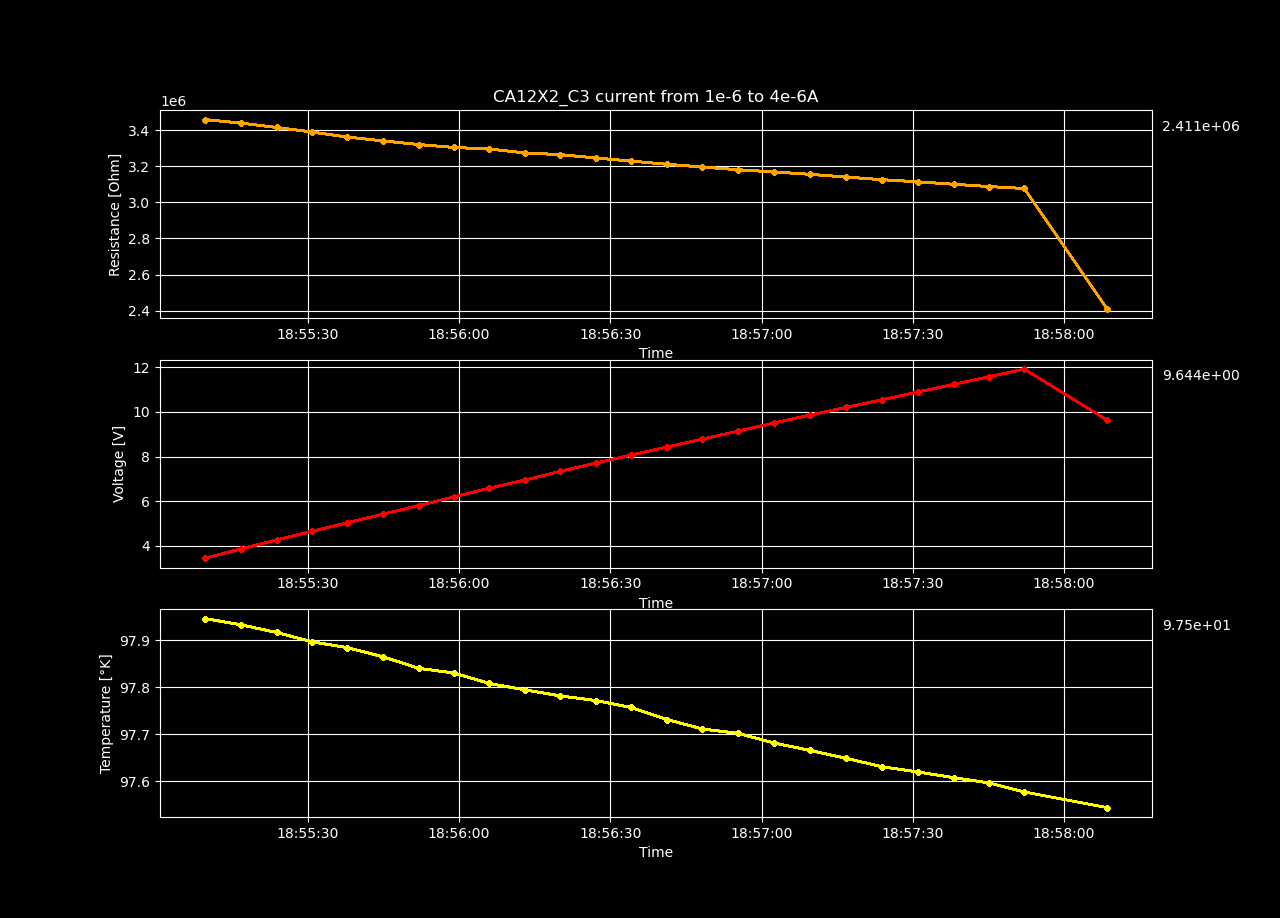 CA12X2_C3 current from 1e-6 to 4e-6A
1e6
2.411e+06
Resistance [Ohm]
3.4
3.2
3.0
2.8
2.6
2.4
18:55:30 18:56:00 18:56:30 18:57:00 18:57:30 18:58:00
Time
9.644e+00
Voltage [V]
12
10
8
6
4
18:55:30 18:56:00 18:56:30 18:57:00 18:57:30 18:58:00
Time
9.75e+01
Temperature [°K]
97.9
97.8
97.7
97.6
18:55:30 18:56:00 18:56:30 18:57:00 18:57:30 18:58:00
Time